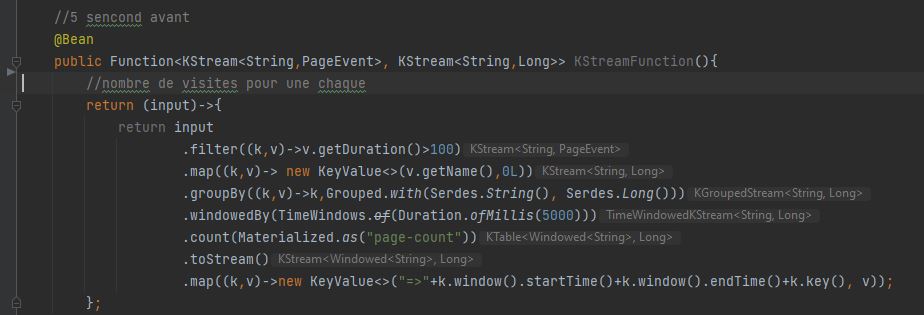 //5 sencond avant
@Bean
public Function<KStream<String,PageEvent>, KStream<String,Long>> KStreamFunction(){
//nombre de visites pour une chaque
return (input)->{
return input
.filter((k,v)->v.getDuration()>100) KStream<String, PageEvent>
.map((k,v)-> new KeyValue<>(v.getName(),0L)) KStream<String, Long>
.groupBy((k,v)->k,Grouped.with(Serdes.String(), Serdes.Long())) KGroupedStream<String, Long>
.windowedBy(TimeWindows.of(Duration.ofMillis(5000))) TimeWindowedKStream<String, Long>
.count(Materialized.as("page-count")) KTable<Windowed<String>, Long>
.toStream() KStream<Windowed<String>, Long>
.map((k,v)->new KeyValue<>("=>"+k.window().startTime()+k.window().endTime()+k.key(), v));
};